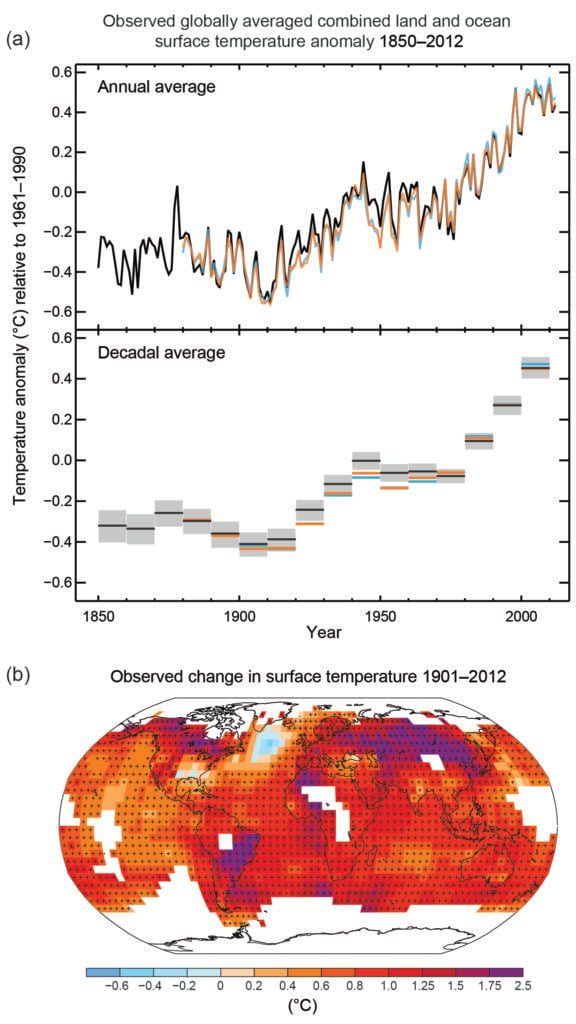 Observed globally averaged combined land and ocean
(a)
surface temperature anomaly 1850–2012
0.6
Annual average
0.4
0.2
0.0
−0.2
−0.4
−0.6
Temperature anomaly (°C) relative to 1961–1990
0.6
Decadal average
0.4
0.2
0.0
−0.2
−0.4
−0.6
1850 1900 1950 2000
Year
(b)
Observed change in surface temperature 1901–2012
−0.6 −0.4 −0.2 0 0.2 0.4 0.6 0.8 1.0 1.25 1.5 1.75 2.5
(°C)